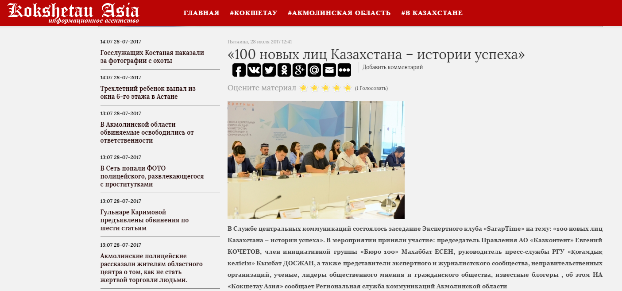 Kokshetau Asia
информационное агентство
ГЛАВНАЯ
#КОКШЕТАУ
#АКМОЛИНСКАЯ ОБЛАСТЬ
#В КАЗАХСТАНЕ
14:07 28-07-2017
Госслужащих Костаная наказали
за фотографии с охоты
14:07 28-07-2017
Трехлетний ребенок выпал из
окна 6-го этажа в Астане
13:07 28-07-2017
В Акмолинской области
обвиняемые освободились от
ответственности
13:07 28-07-2017
В Сеть попали ФОТО
полицейского, развлекающегося
с проститутками
13:07 28-07-2017
Гульнаре Каримовой
предъявлены обвинения по
шести статьям
13:07 28-07-2017
Акмолинские полицейские
рассказали жителям областного
центра о том, как не стать
жертвой торговли людьми.
«100 новых лиц Казахстана – истории успеха»
Добавить комментарий
Оцените материал
(1 Голосовать)
В Службе центральных коммуникаций состоялось заседание Экспертного клуба «SarapTime» на тему: «100 новых лиц
Казахстана – истории успеха». В мероприятии приняли участие: председатель Правления АО «Казконтент» Евгений
КОЧЕТОВ, член инициативной группы «Бюро 100» Махаббат ЕСЕН, руководитель пресс-службы РГУ «Қоғамдық
келісім» Кымбат ДОСЖАН, а также представители экспертного и журналистского сообщества, неправительственных
организаций, ученые, лидеры общественного мнения и гражданского общества, известные блогеры , об этом ИА
«Кокшетау Азия» сообщает Региональная служба коммуникаций Акмолинской области